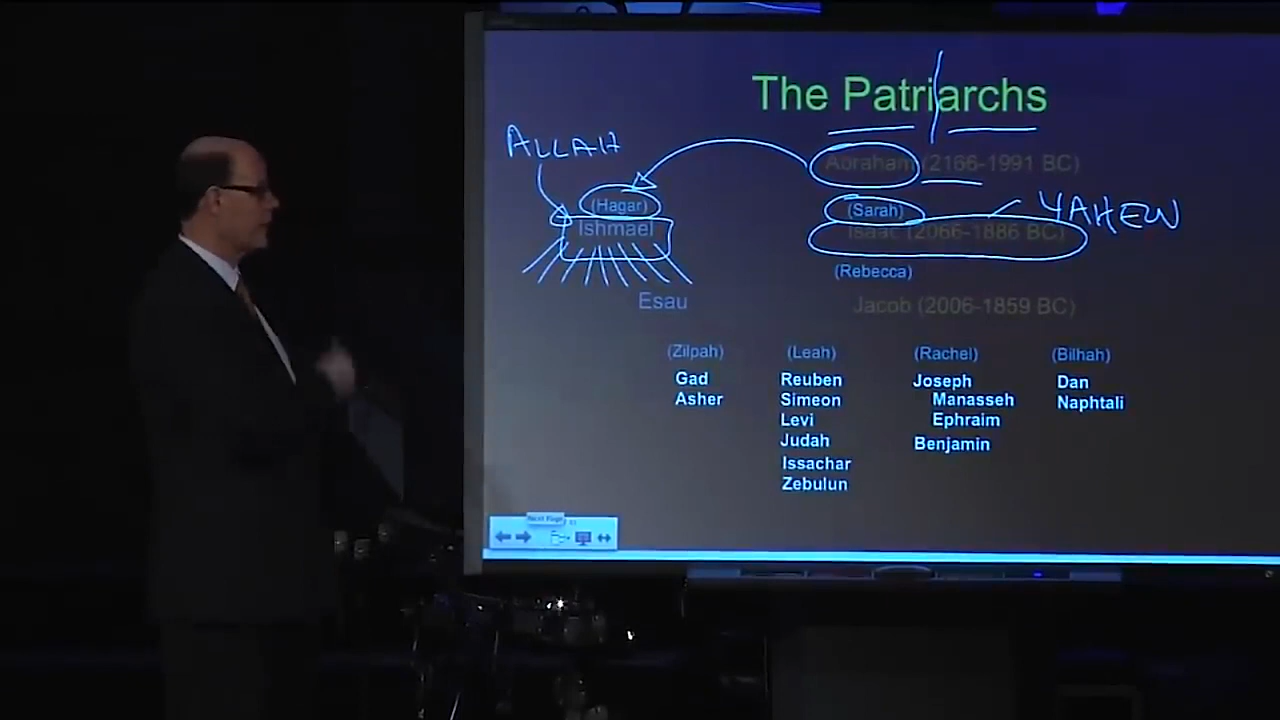 The Patriarchs
ALLAH
Abraham (2166-1991 BC)
(Hagar)
(Sarah)
YAHEW
Ishmael
Isaac (2066-1886 BC)
(Rebecca)
Esau
Jacob (2006-1859 BC)
(Zilpah) (Leah) (Rachel) (Bilhah)
Gad Reuben Joseph Dan
Asher Simeon Manasseh Naphtali
Levi Ephraim
Judah Benjamin
Issachar
Zebulun
Next Page